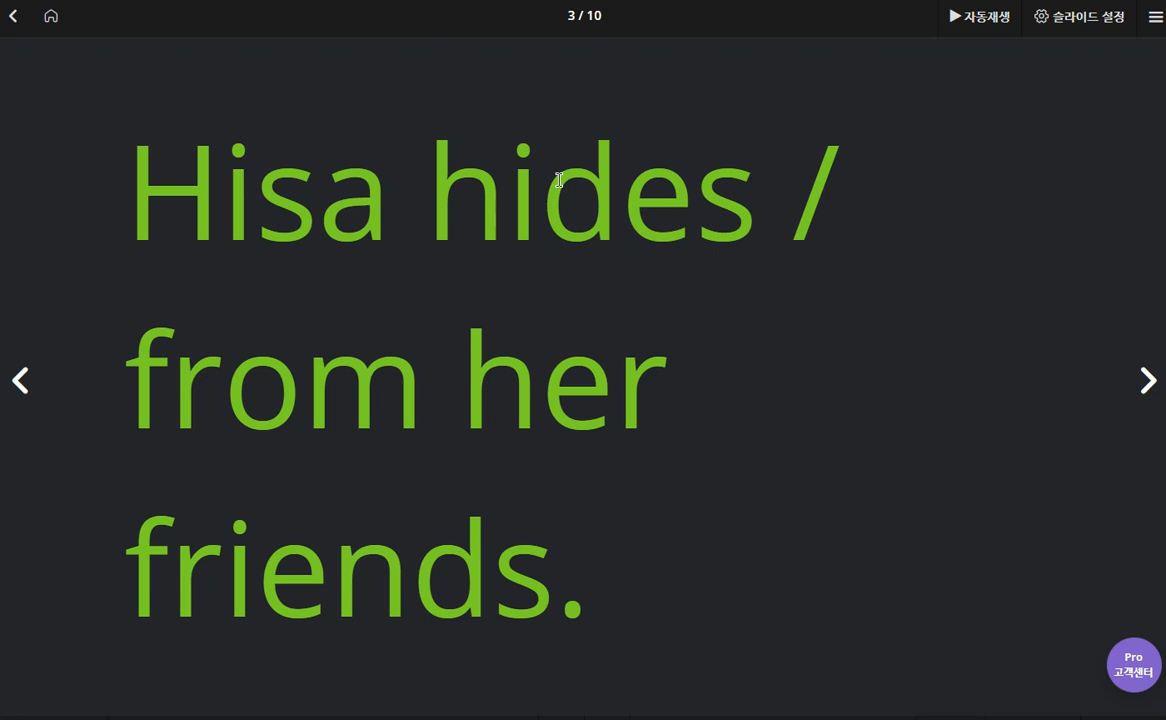 3 / 10
▶ 자동재생
슬라이드 설정
Hisa hides /
from her
friends.
Pro
고객센터